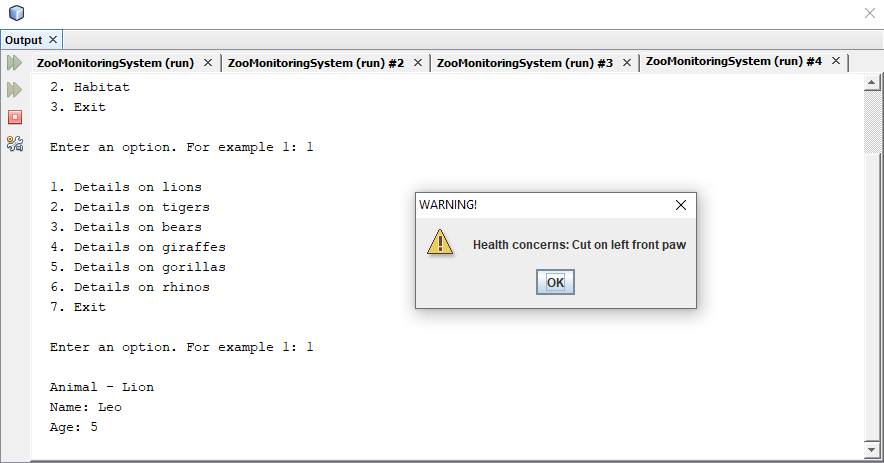 Output
ZooMonitoringSystem (run)
ZooMonitoringSystem (run) #2
ZooMonitoringSystem (run) #3
ZooMonitoringSystem (run) #4
2. Habitat
3. Exit
Enter an option. For example 1: 1
1. Details on lions
2. Details on tigers
3. Details on bears
4. Details on giraffes
5. Details on gorillas
6. Details on rhinos
7. Exit
Enter an option. For example 1: 1
Animal - Lion
Name: Leo
Age: 5
WARNING!
Health concerns: Cut on left front paw
OK